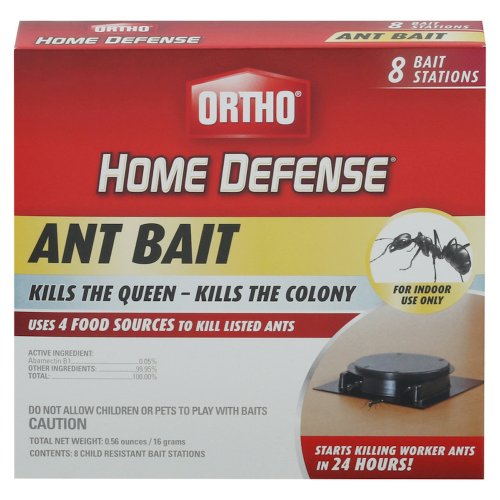 ORTHO
HOME DEFENSE
8 BAIT
STATIONS
ANT BAIT
ORTHO®
HOME DEFENSE®
ANT BAIT
KILLS THE QUEEN – KILLS THE COLONY
FOR INDOOR
USE ONLY
USES 4 FOOD SOURCES TO KILL LISTED ANTS
ACTIVE INGREDIENT:
Abamectin B1 0.05%
OTHER INGREDIENTS: 99.95%
TOTAL: 100.00%
DO NOT ALLOW CHILDREN OR PETS TO PLAY WITH BAITS
CAUTION
TOTAL NET WEIGHT: 0.56 ounces / 16 grams
CONTENTS: 8 CHILD RESISTANT BAIT STATIONS
STARTS KILLING WORKER ANTS
IN 24 HOURS!